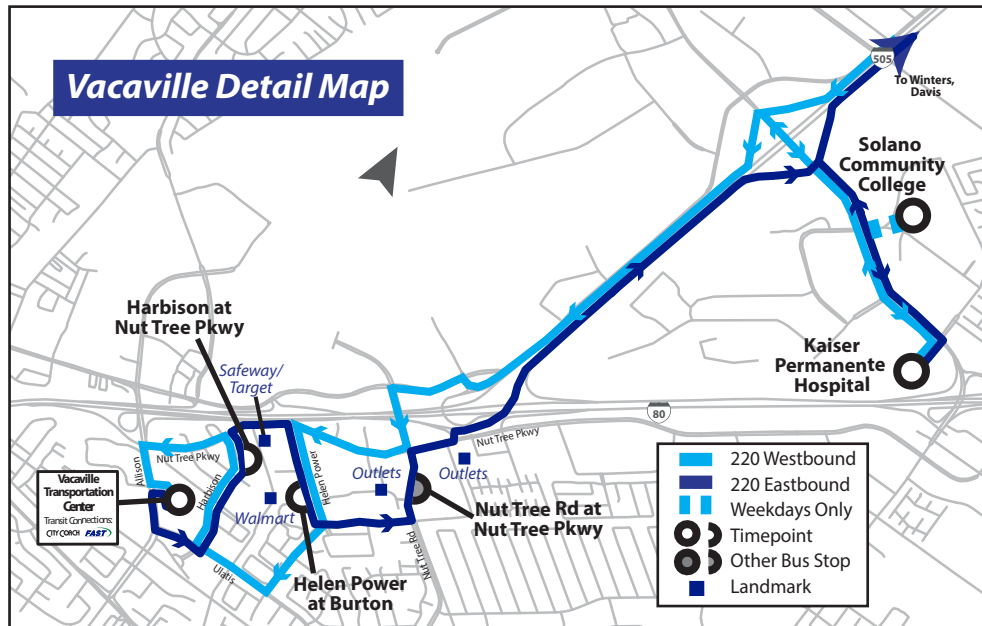 Vacaville Detail Map
505
To Winters,
Davis
Solano
Community
College
Harbison at
Nut Tree Pkwy
Safeway/
Target
Kaiser
Permanente
Hospital
80
Nut Tree Pkwy
Allison
Nut Tree Pkwy
Harbison
Helen Power
Outlets
Outlets
Vacaville
Transportation
Center
Transit Connections:
CITY COACH FAST
Walmart
Nut Tree Rd at
Nut Tree Pkwy
Nut Tree Rd
Ulatis
Helen Power
at Burton
220 Westbound
220 Eastbound
Weekdays Only
Timepoint
Other Bus Stop
Landmark